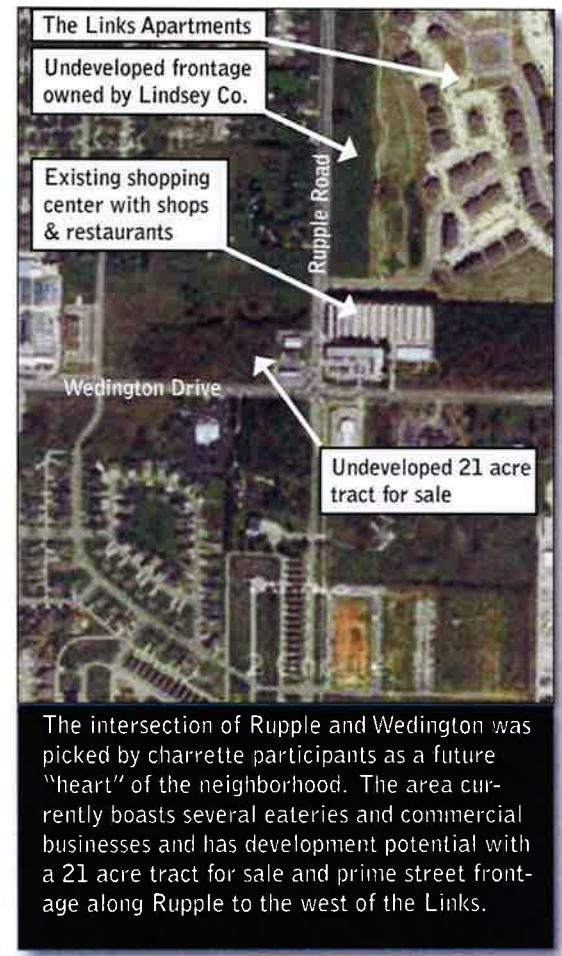 The Links Apartments
Undeveloped frontage
owned by Lindsey Co.
Existing shopping
center with shops
& restaurants
Rupple Road
Wedington Drive
Undeveloped 21 acre
tract for sale
The intersection of Rupple and Wedington was
picked by charrette participants as a future
"heart" of the neighborhood. The area cur-
rently boasts several eateries and commercial
businesses and has development potential with
a 21 acre tract for sale and prime street front-
age along Rupple to the west of the Links.